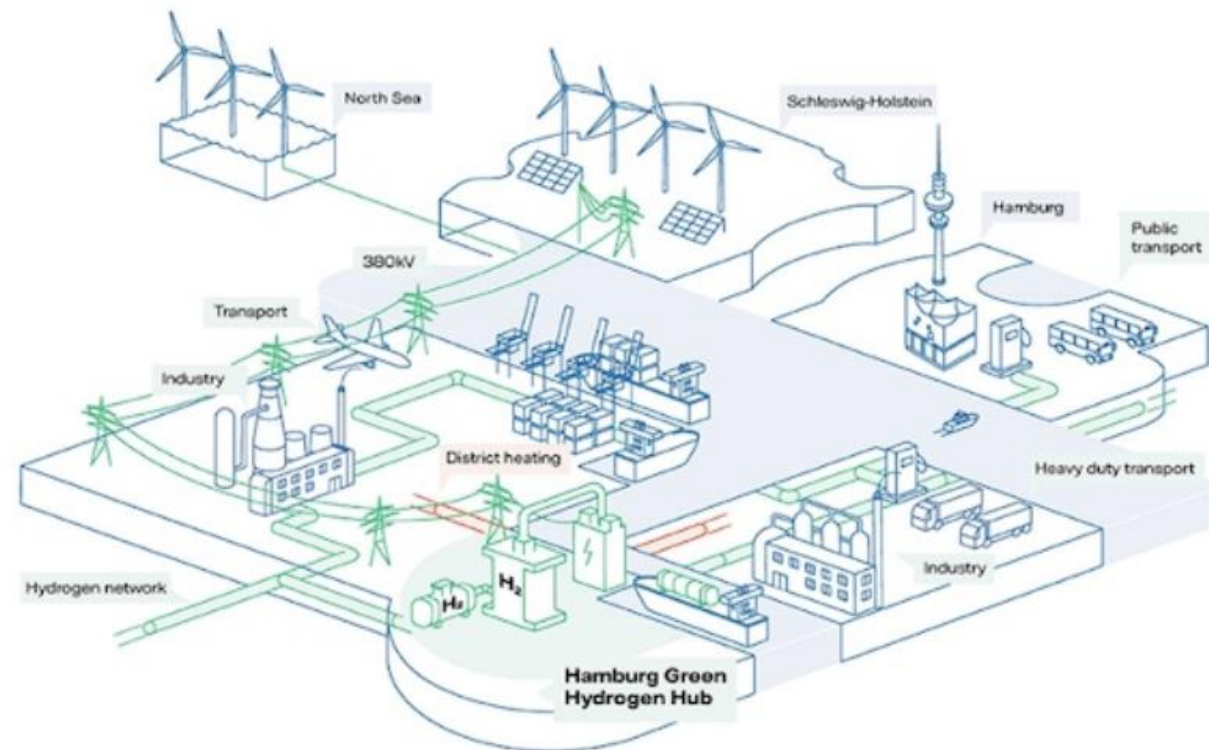 North Sea
Schleswig-Holstein
Hamburg
Public
transport
380kV
Transport
Industry
District heating
Heavy duty transport
Hydrogen network
Industry
H₂
H₂
Hamburg Green
Hydrogen Hub